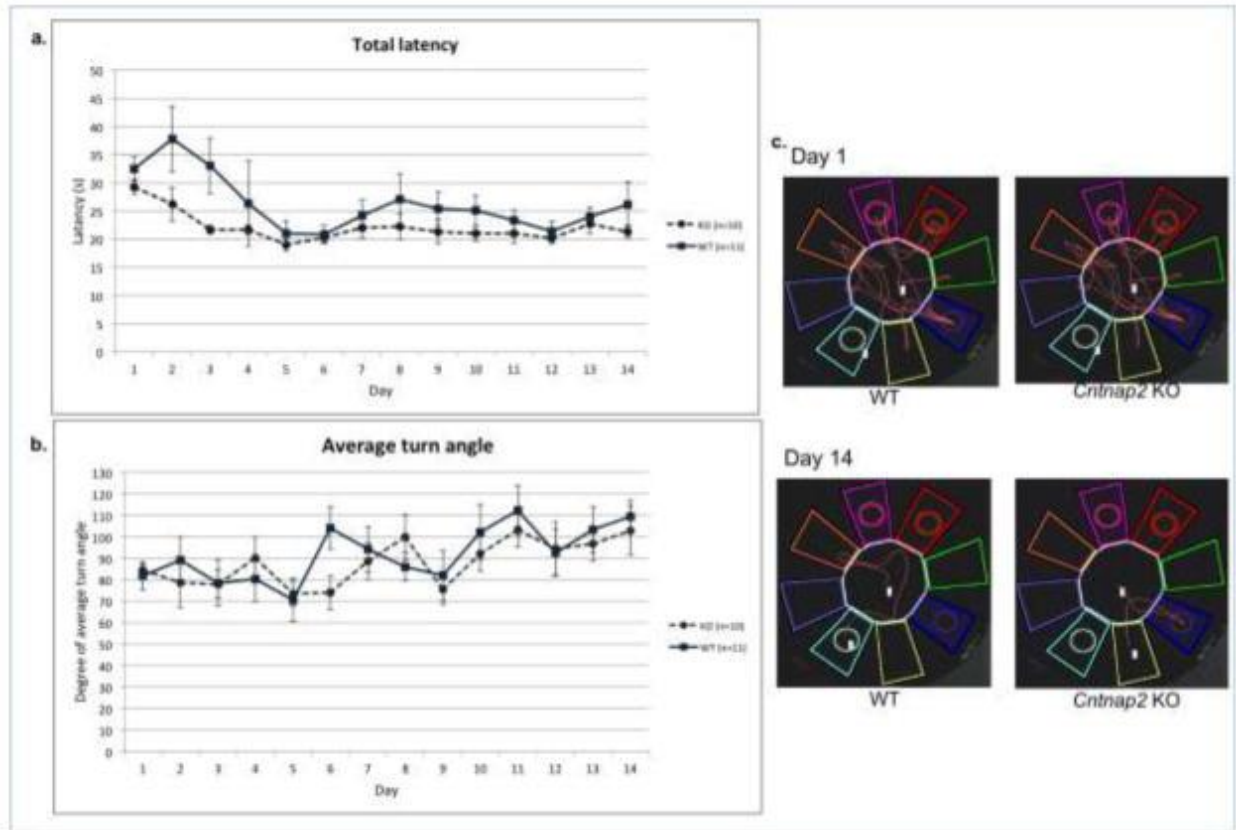 a.
Total latency
50
45
40
35
30
25
20
15
10
5
0
Latency (s)
1 2 3 4 5 6 7 8 9 10 11 12 13 14
Day
KO (n=10)
WT (n=11)
b.
Average turn angle
130
120
110
100
90
80
70
60
50
40
30
20
10
0
Degree of average turn angle
1 2 3 4 5 6 7 8 9 10 11 12 13 14
Day
KO (n=10)
WT (n=11)
c.
Day 1
WT
Cntnap2 KO
Day 14
WT
Cntnap2 KO